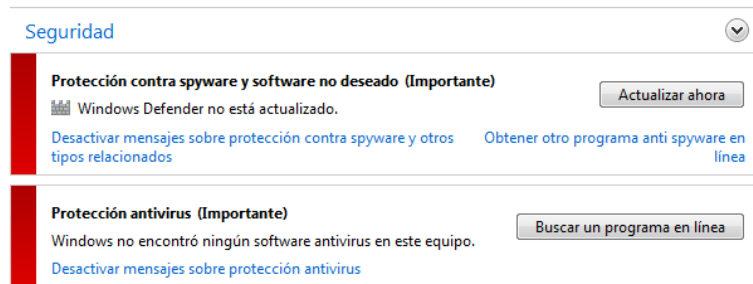 Seguridad
Protección contra spyware y software no deseado (Importante)
Actualizar ahora
Windows Defender no está actualizado.
Desactivar mensajes sobre protección contra spyware y otros
tipos relacionados
Obtener otro programa anti spyware en
línea
Protección antivirus (Importante)
Buscar un programa en línea
Windows no encontró ningún software antivirus en este equipo.
Desactivar mensajes sobre protección antivirus